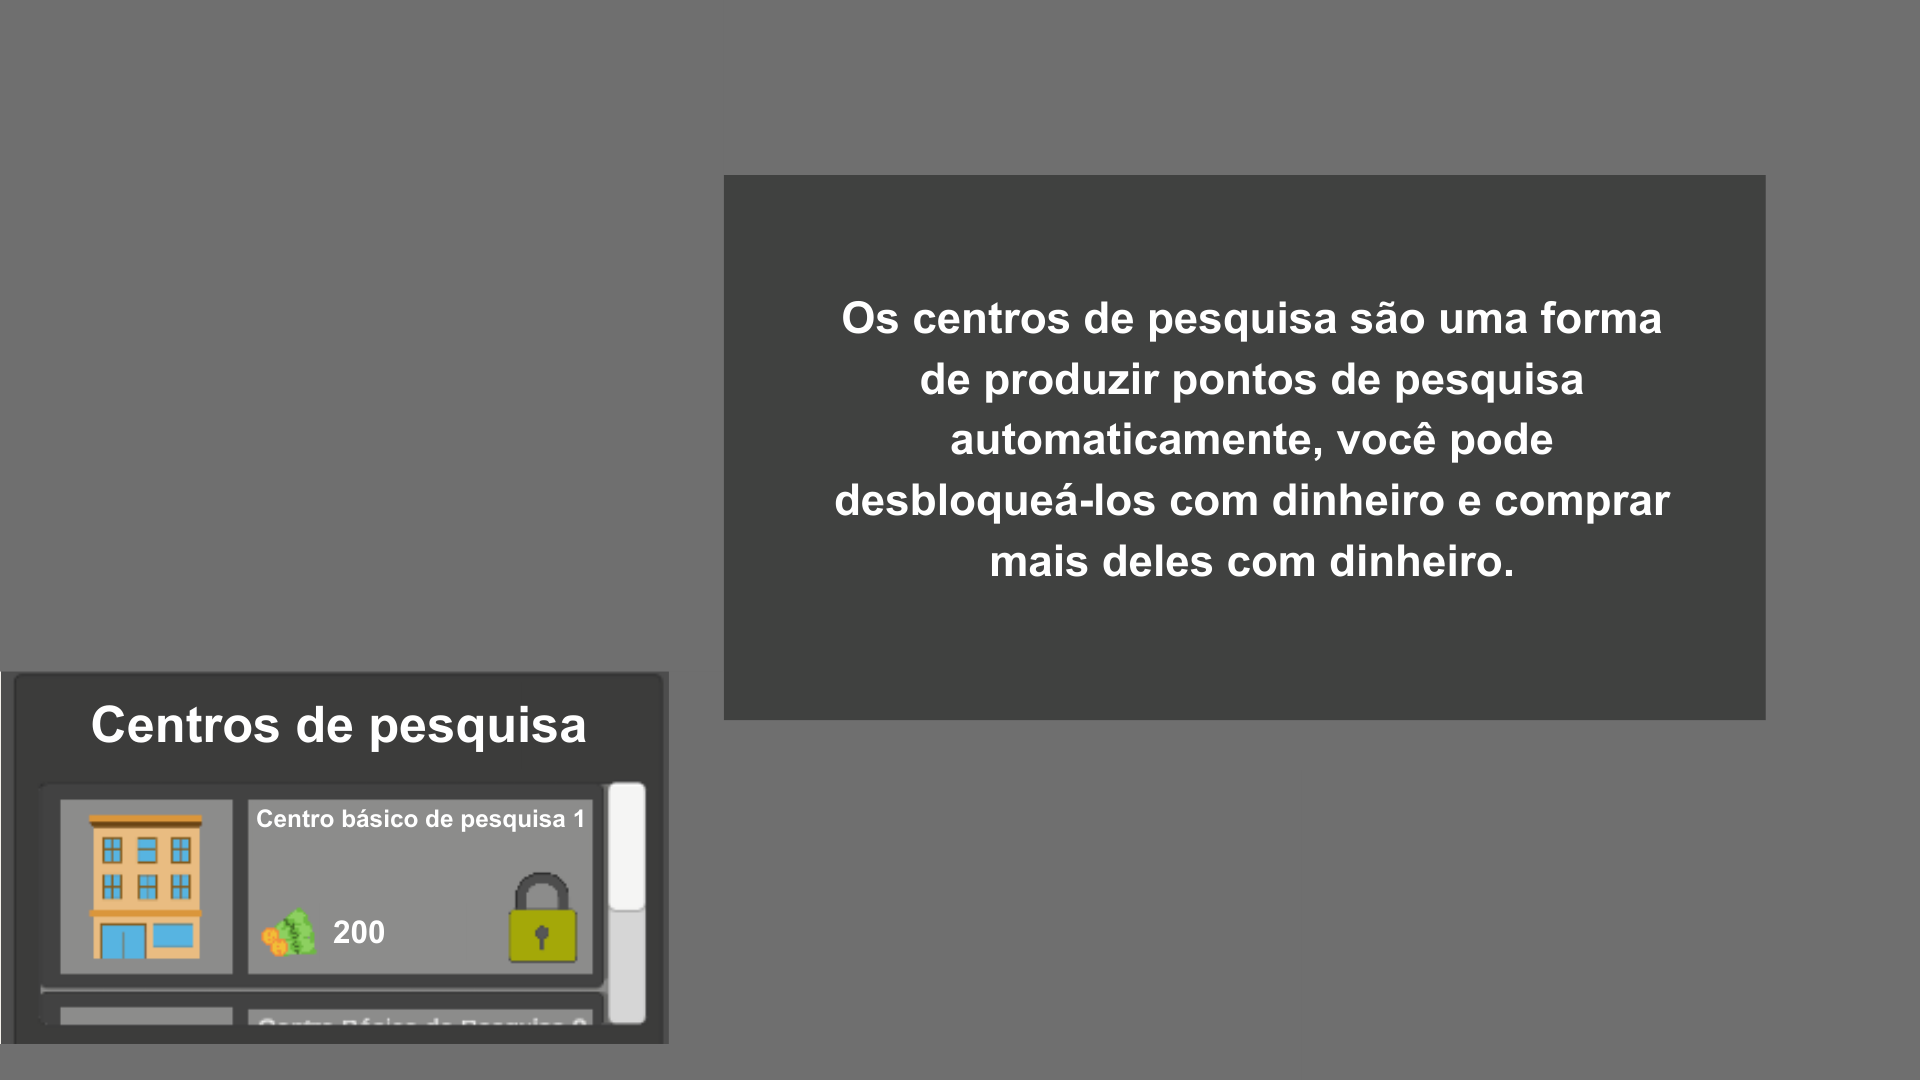 Os centros de pesquisa são uma forma
de produzir pontos de pesquisa
automaticamente, você pode
desbloqueá-los com dinheiro e comprar
mais deles com dinheiro.
Centros de pesquisa
Centro básico de pesquisa 1
200